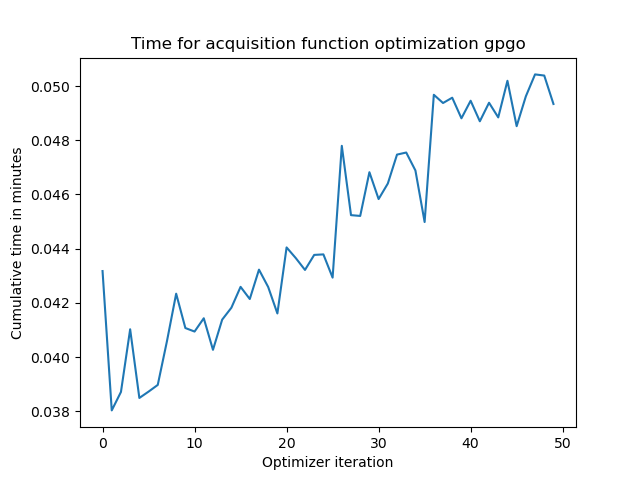 Time for acquisition function optimization gpgo
0.050
0.048
0.046
0.044
0.042
0.040
0.038
Cumulative time in minutes
0 10 20 30 40 50
Optimizer iteration